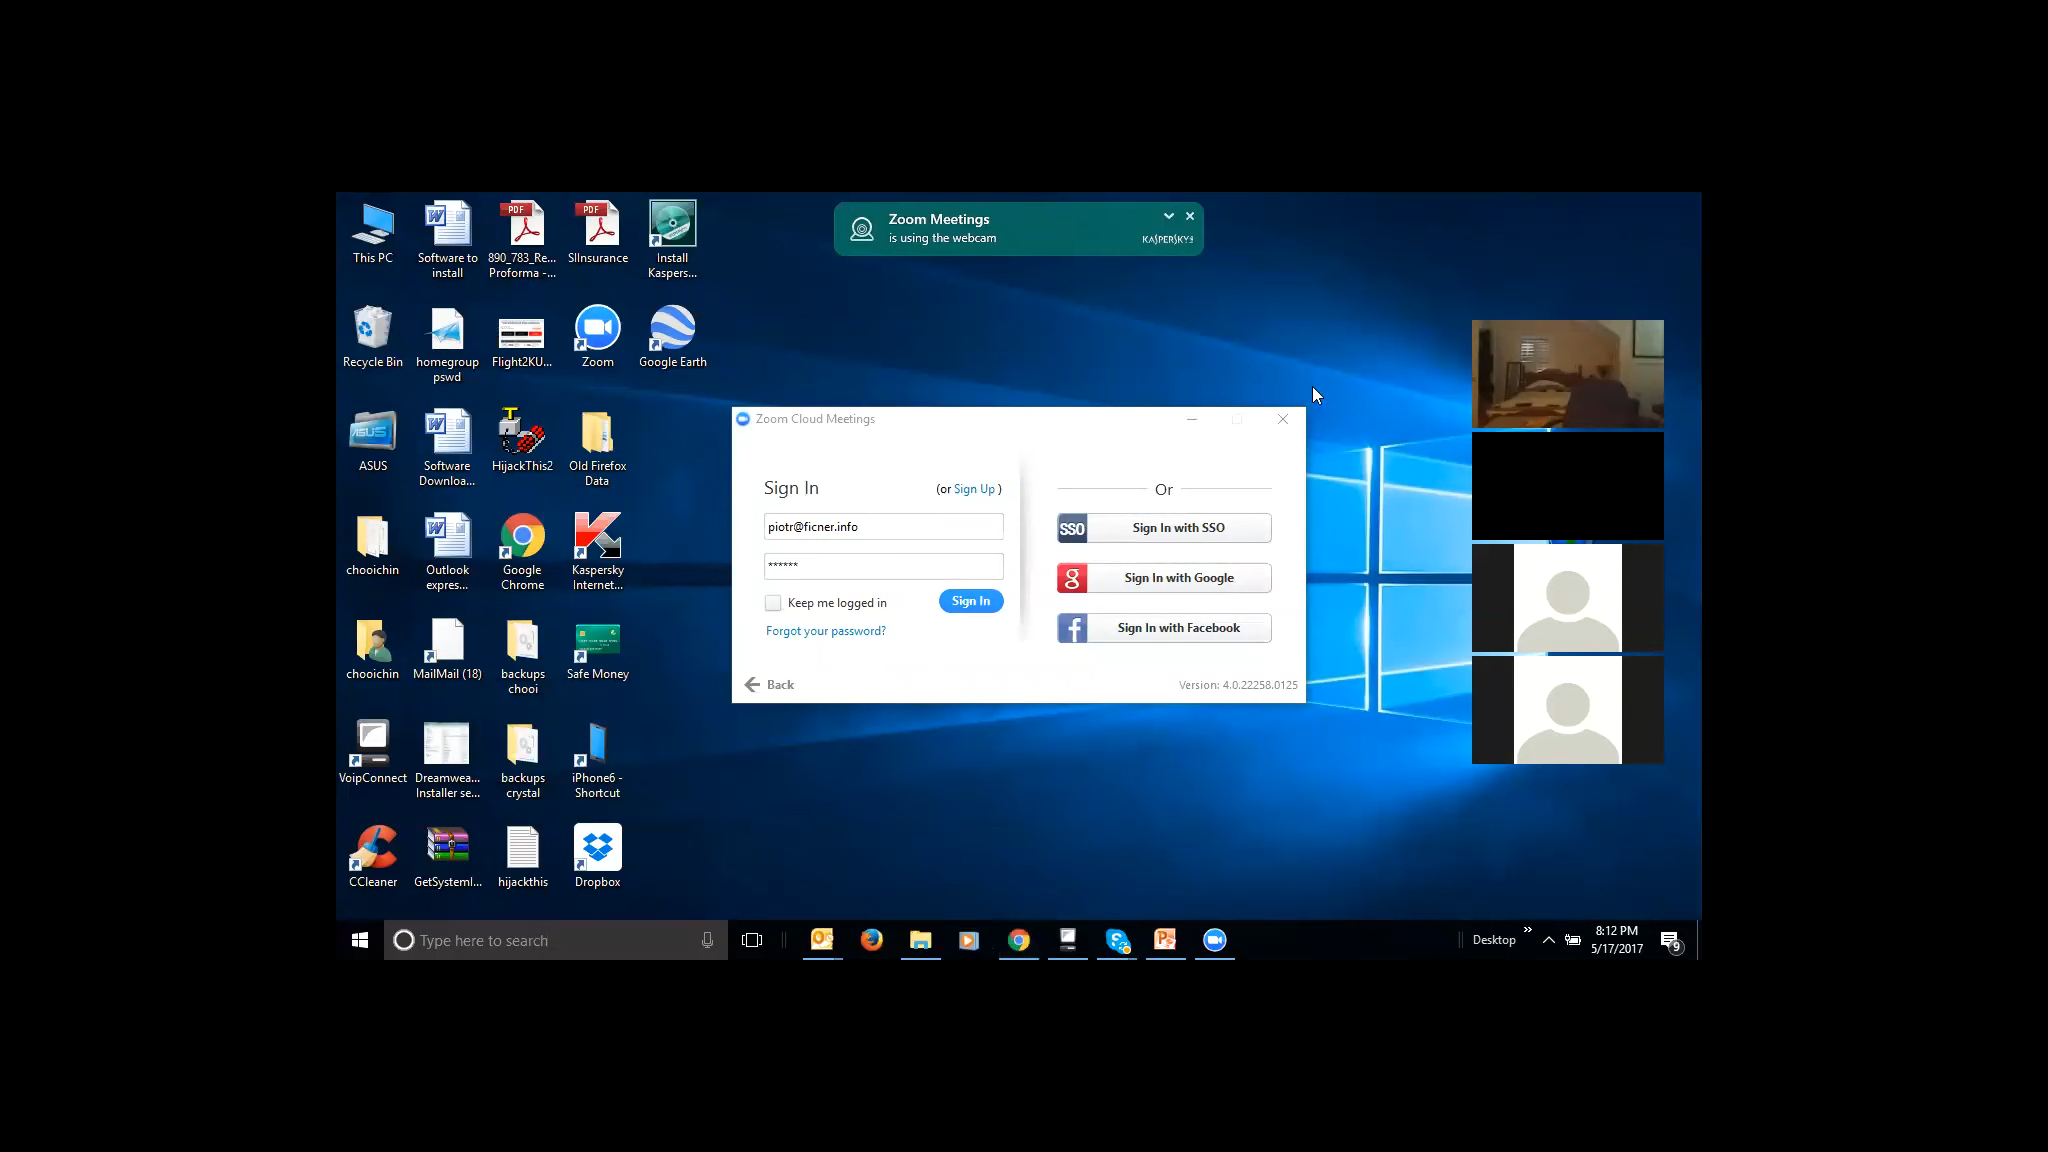 This PC
Software to
install
890_783_Re...
Proforma -...
SIInsurance
Install
Kaspers...
Recycle Bin
homegroup
pswd
Flight2KU...
Zoom
Google Earth
ASUS
Software
Downloa...
HijackThis2
Old Firefox
Data
chooichin
Outlook
expres...
Google
Chrome
Kaspersky
Internet...
chooichin
MailMail (18)
backups
chooi
Safe Money
VoipConnect
Dreamwea...
Installer se...
backups
crystal
iPhone6 -
Shortcut
CCleaner
GetSystemI...
hijackthis
Dropbox
Zoom Meetings
is using the webcam
KASPERSKY
Zoom Cloud Meetings
Sign In
(or Sign Up )
piotr@ficner.info
******
Keep me logged in
Sign In
Forgot your password?
Back
Or
SSO Sign In with SSO
g Sign In with Google
f Sign In with Facebook
Version: 4.0.22258.0125
Type here to search
Desktop
8:12 PM
5/17/2017
9